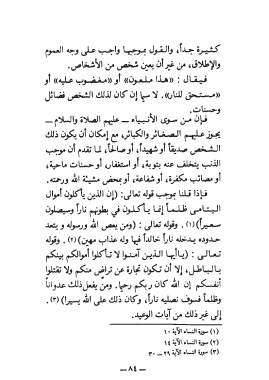 كثيرة جداً، والقول بموجبها واجب على وجه العموم
والإطلاق، من غير أن يعين شخص من الأشخاص.
فيقال: «هذا ملعون» أو «مغضوب عليه» أو
«مستحق للنار». لا سيما إن كان لذلك الشخص فضائل
وحسنات.
فإن من سوى الأنبياء ــ عليهم الصلاة والسلام ــ
يجوز عليهم الصغائر والكبائر، مع إمكان أن يكون ذلك
الشخص صديقاً أو شهيداً، أو صالحاً، لما تقدم أن موجب
الذنب يتخلف عنه بتوبة، أو استغفار، أو حسنات ماحية،
أو مصائب مكفرة، أو شفاعة، أو بمحض مشيئة الله ورحمته.
فإذا قلنا بموجب قوله تعالى: (إن الذين يأكلون أموال
اليتامى ظلماً إنما يأكلون في بطونهم ناراً وسيصلون
سعيراً) (١) وقوله تعالى: (ومن يعص الله ورسوله ويتعد
حدوده يدخله ناراً خالداً فيها وله عذاب مهين) (٢). وقوله
تعالى: (يا أيها الذين آمنوا لا تأكلوا أموالكم بينكم
بالباطل، إلا أن تكون تجارة عن تراض منكم ولا تقتلوا
أنفسكم إن الله كان بكم رحيماً. ومن يفعل ذلك عدواناً
وظلماً فسوف نصليه ناراً، وكان ذلك على الله يسيرا) (٣).
إلى غير ذلك من آيات الوعيد.
(١) سورة النساء الآية ١٠
(٢) سورة النساء الآية ١٤
(٣) سورة النساء الآية ٢٩ ــ ٣٠
ــ ٨٤ ــ